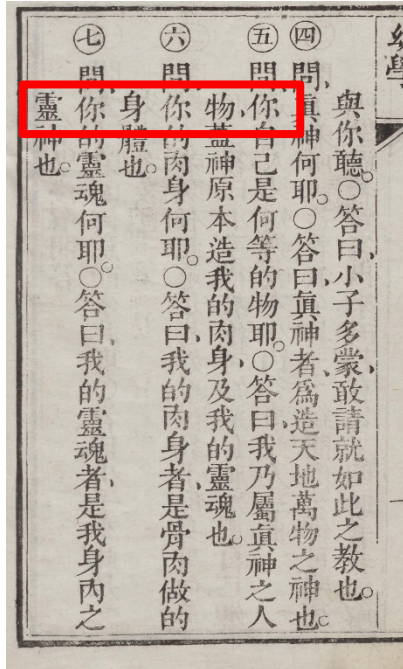 幼學
與你聽。○答曰、小子多蒙、敢請就如此之教也。
㊃問、眞神何耶○答曰、眞神者、爲造天地萬物之神也。
㊄問、你自己是何等的物耶。○答曰、我乃屬眞神之人
物、蓋神原本造我的肉身、及我的靈魂也。
㊅問、你的肉身何耶。○答曰、我的肉身者、是骨肉做的
身體也。
㊆問、你的靈魂何耶。○答曰、我的靈魂者、是我身內之
靈神也。